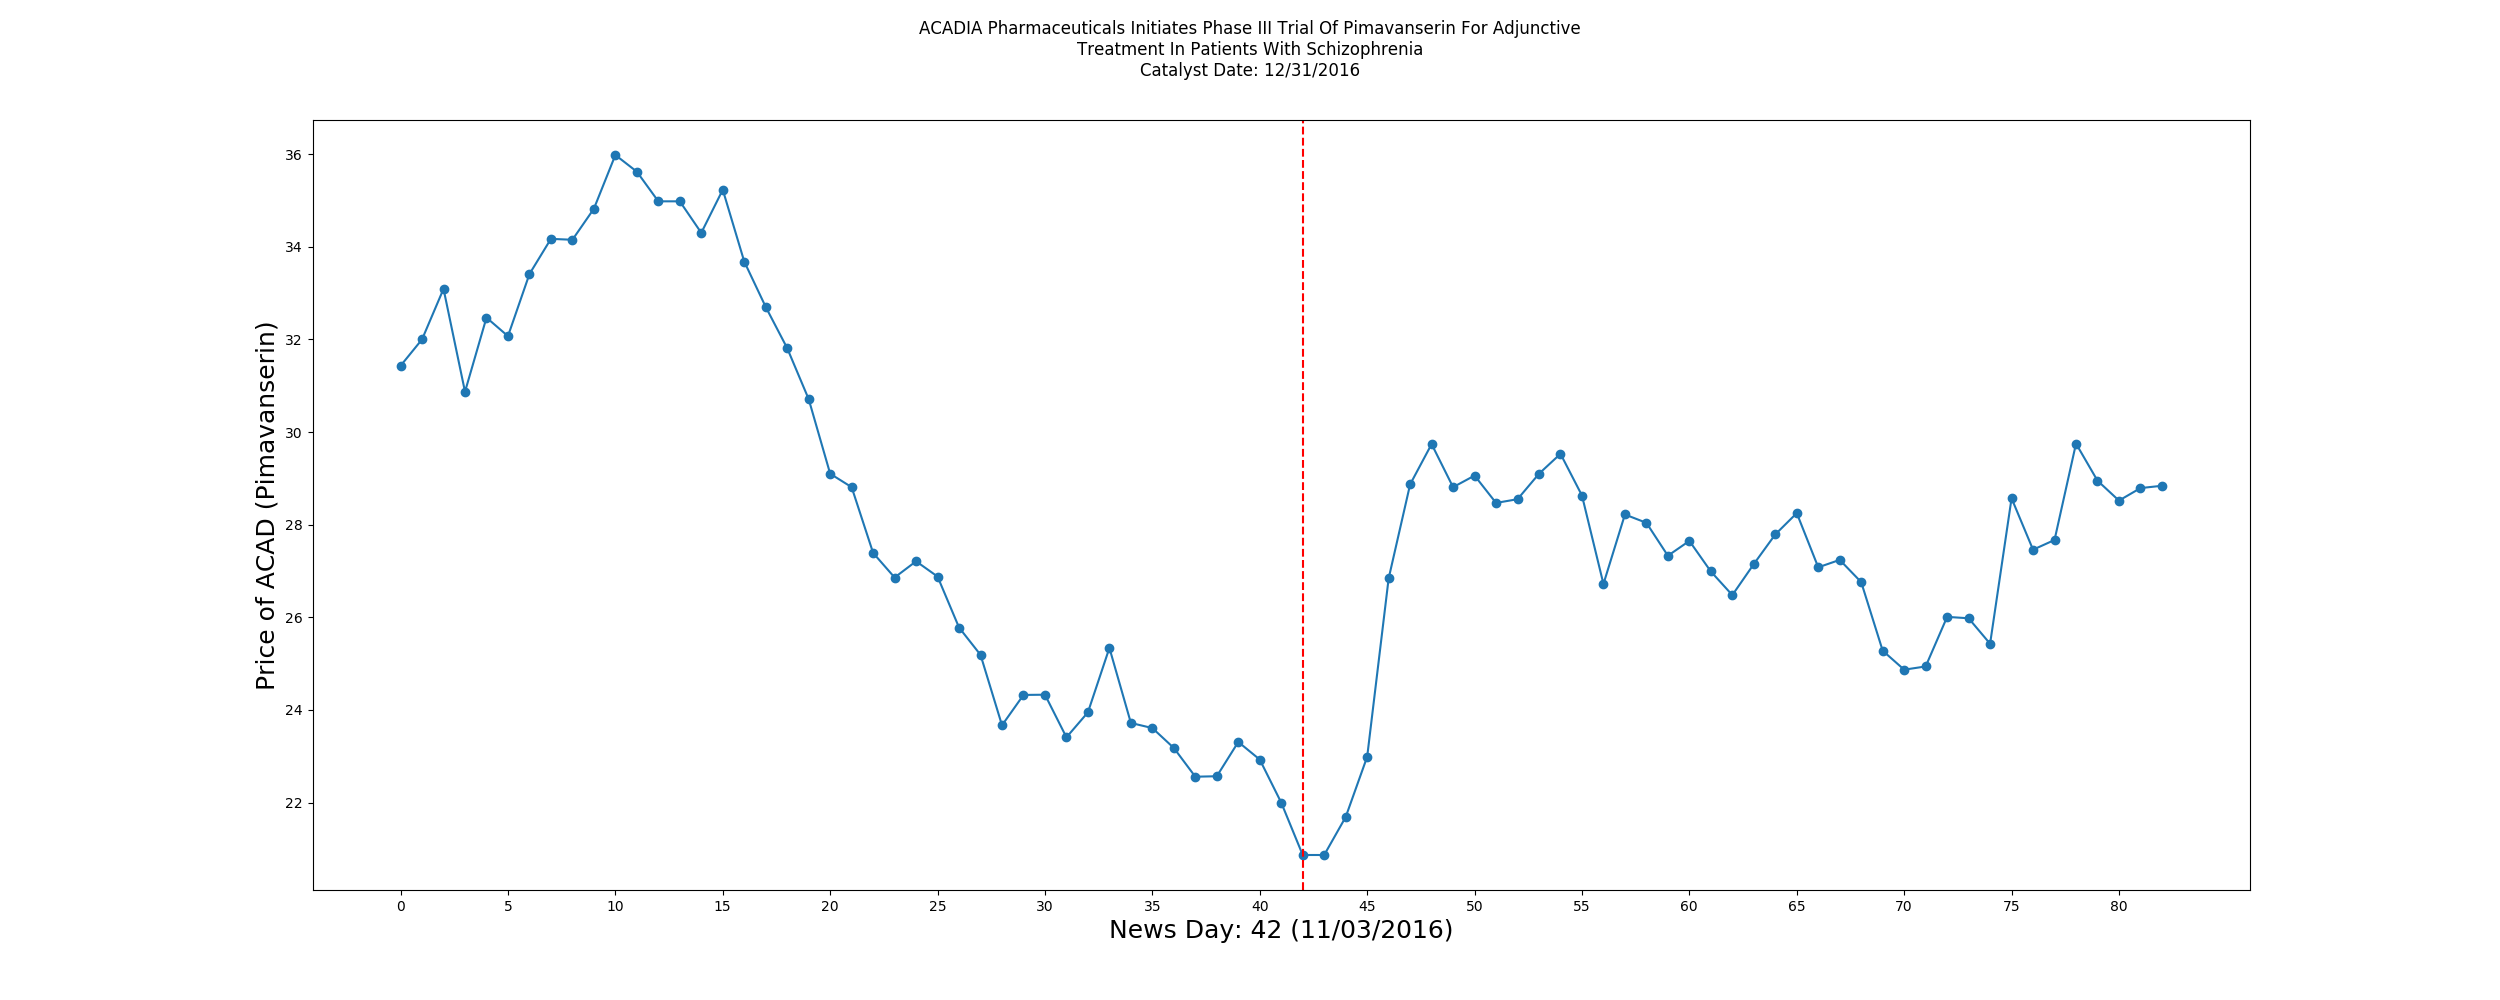 ACADIA Pharmaceuticals Initiates Phase III Trial Of Pimavanserin For Adjunctive
Treatment In Patients With Schizophrenia
Catalyst Date: 12/31/2016
Price of ACAD (Pimavanserin)
36
34
32
30
28
26
24
22
0 5 10 15 20 25 30 35 40 45 50 55 60 65 70 75 80
News Day: 42 (11/03/2016)